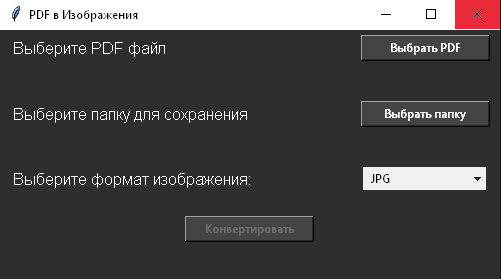 PDF в Изображения
Выберите PDF файл
Выбрать PDF
Выберите папку для сохранения
Выбрать папку
Выберите формат изображения:
JPG
Конвертировать